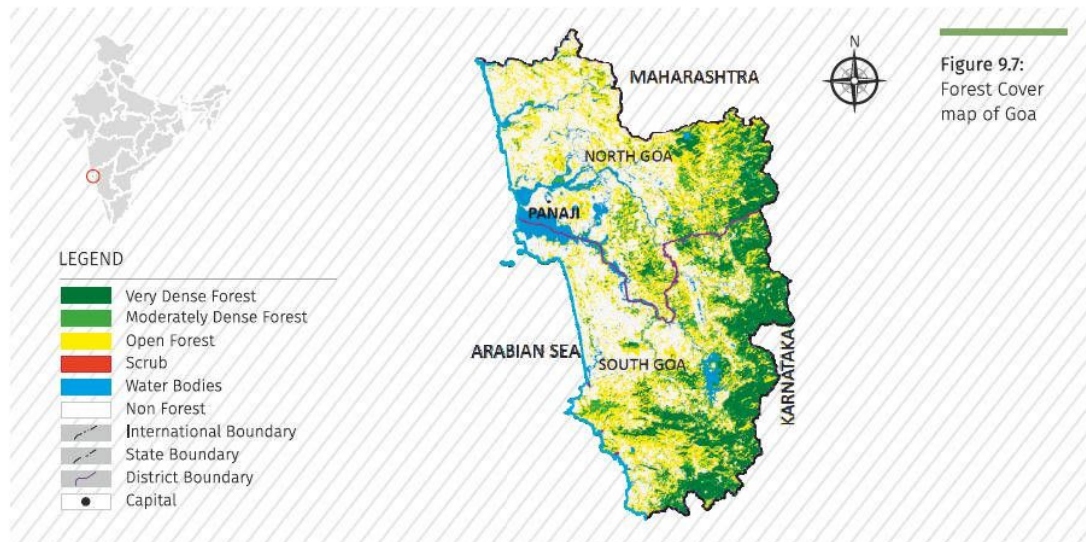 N
MAHARASHTRA
Figure 9.7:
Forest Cover
map of Goa
NORTH GOA
PANAJI
LEGEND
Very Dense Forest
Moderately Dense Forest
Open Forest
Scrub
Water Bodies
Non Forest
International Boundary
State Boundary
District Boundary
Capital
ARABIAN SEA
SOUTH GOA
KARNATAKA